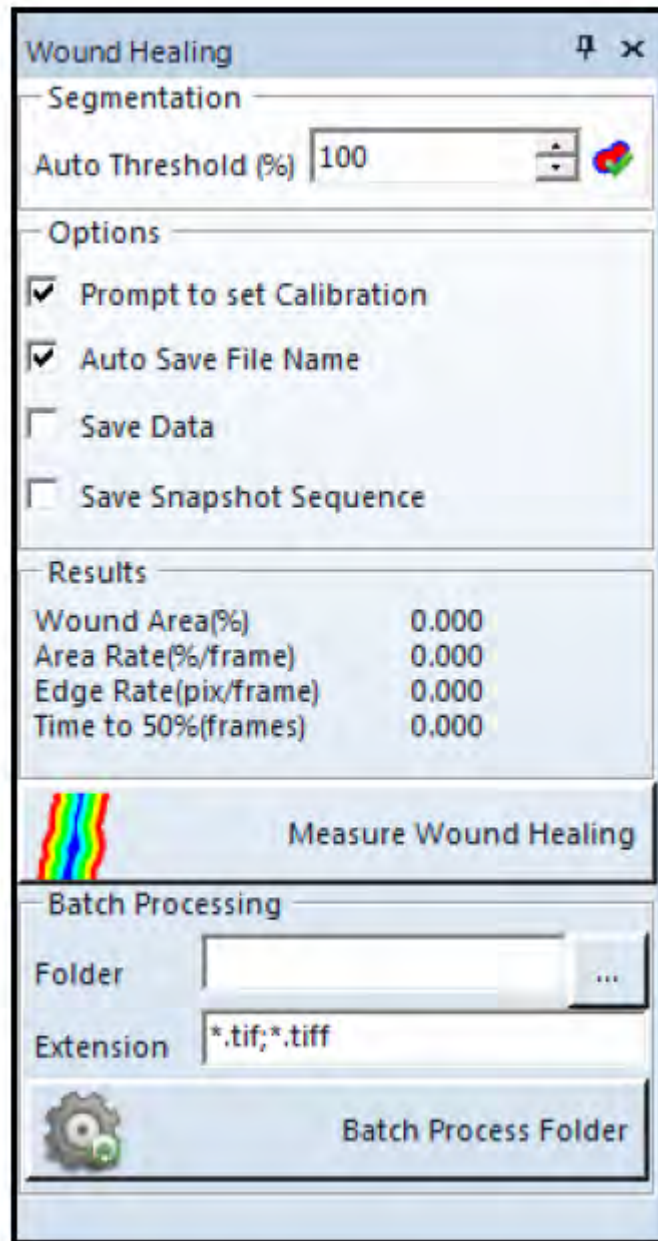 Wound Healing
Segmentation
Auto Threshold (%) 100
Options
Prompt to set Calibration
Auto Save File Name
Save Data
Save Snapshot Sequence
Results
Wound Area(%) 0.000
Area Rate(%/frame) 0.000
Edge Rate(pix/frame) 0.000
Time to 50%(frames) 0.000
Measure Wound Healing
Batch Processing
Folder ...
Extension *.tif;*.tiff
Batch Process Folder